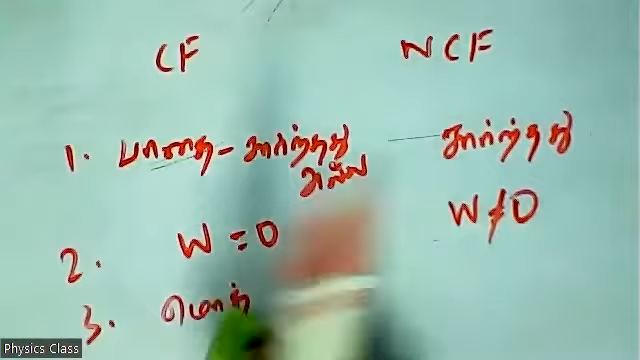 CF NCF
1. பாதை - சார்ந்தது — சார்ந்தது
அல்ல
2. W = 0 W ≠ 0
3. மொத்
Physics Class